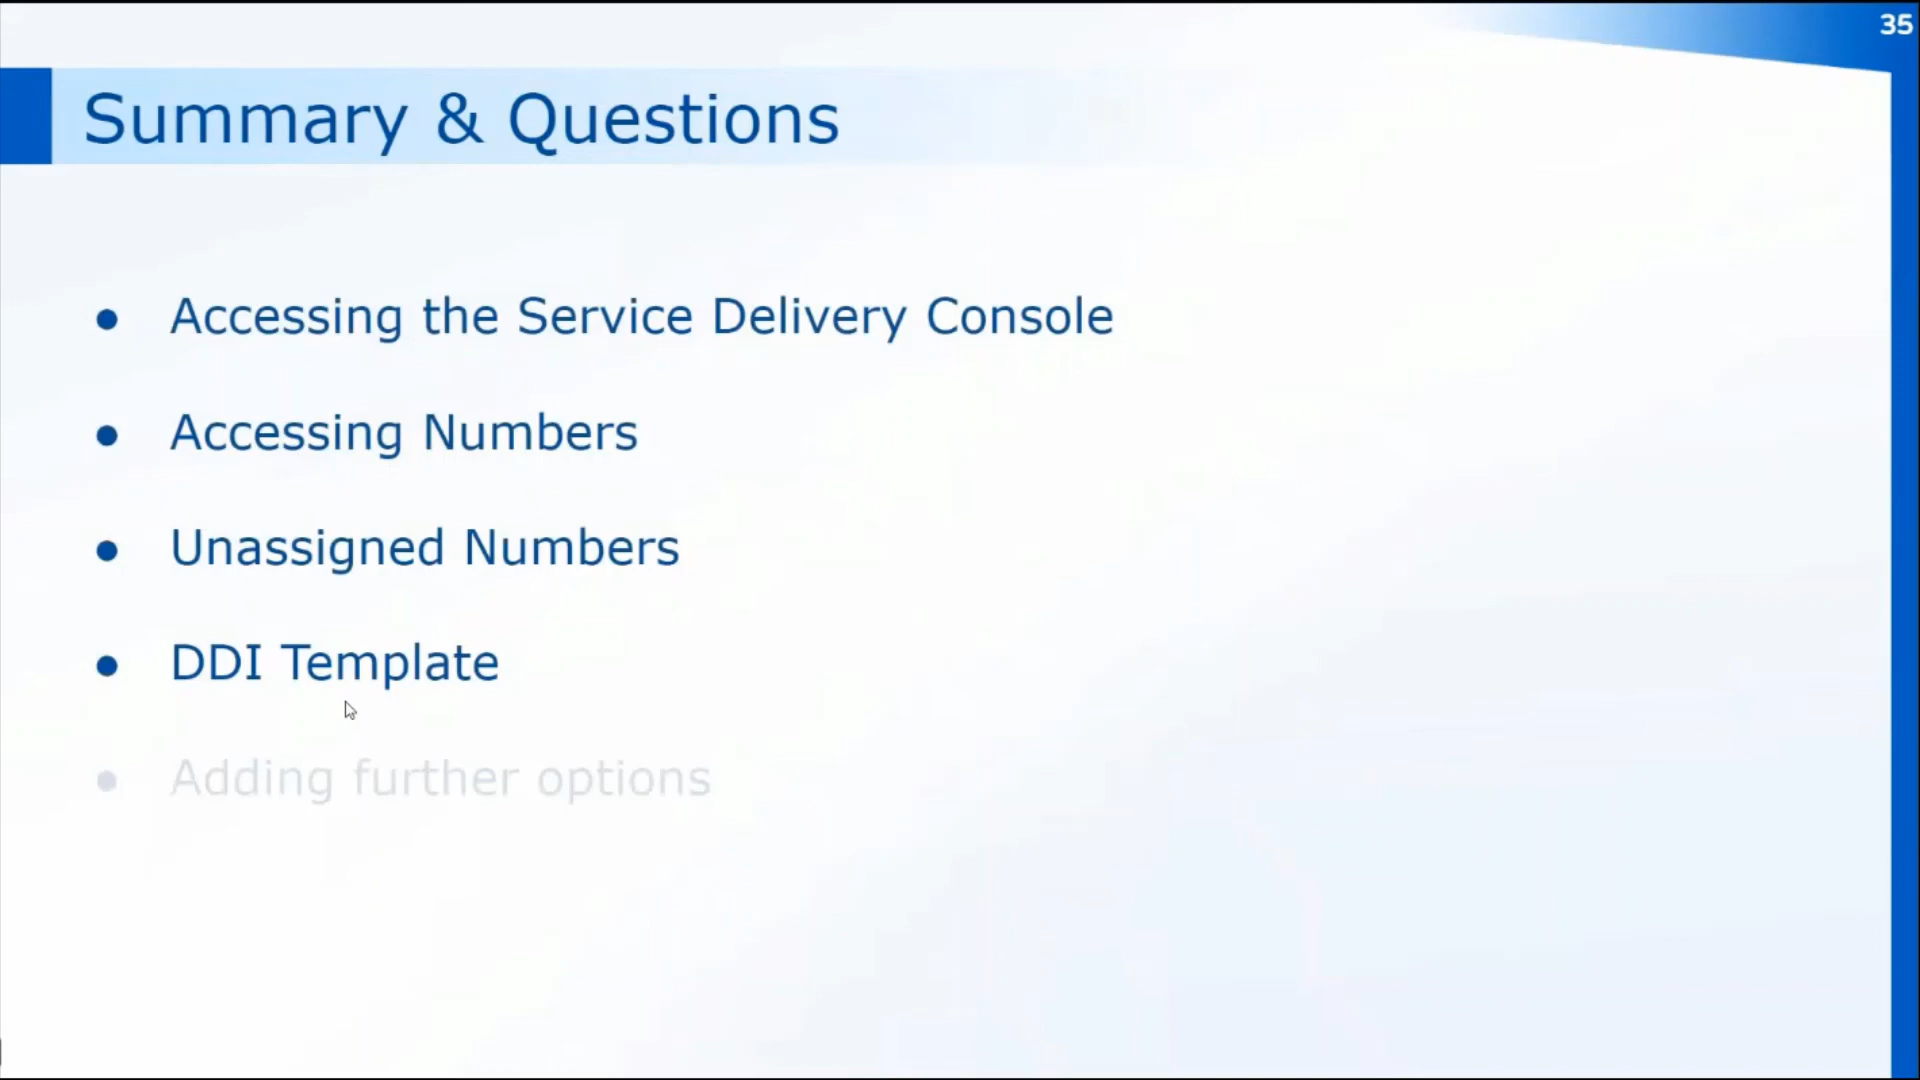 35
Summary & Questions
● Accessing the Service Delivery Console
● Accessing Numbers
● Unassigned Numbers
● DDI Template
● Adding further options